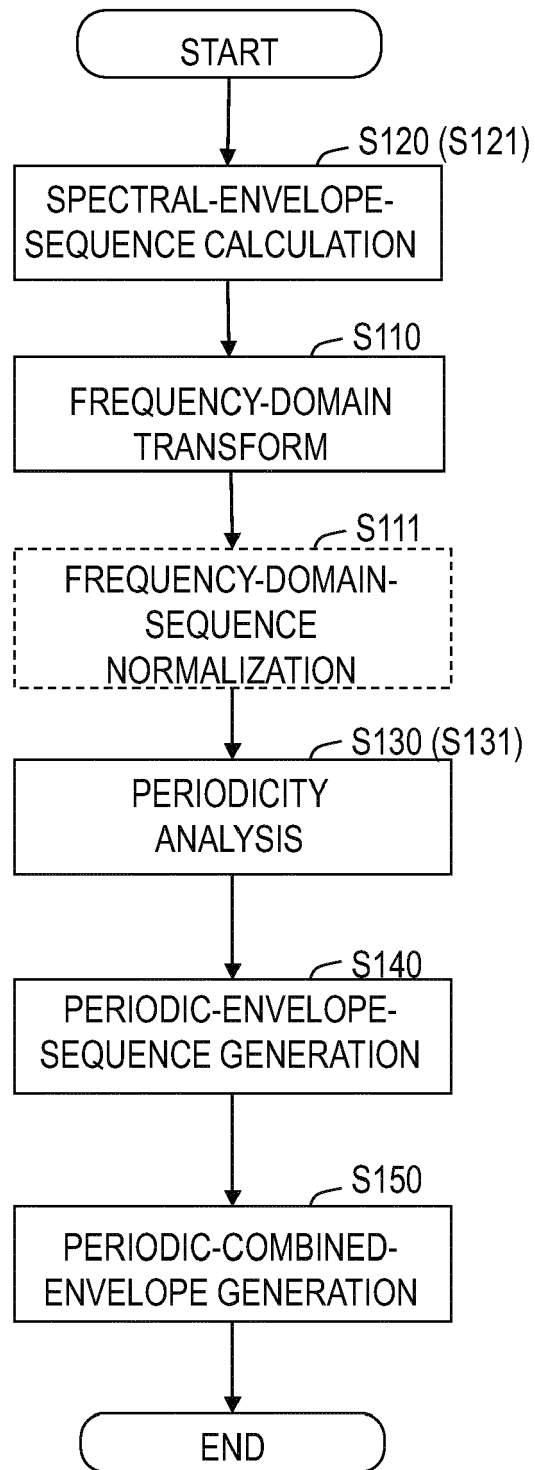 START
S120 (S121)
SPECTRAL-ENVELOPE-
SEQUENCE CALCULATION
S110
FREQUENCY-DOMAIN
TRANSFORM
S111
FREQUENCY-DOMAIN-
SEQUENCE
NORMALIZATION
S130 (S131)
PERIODICITY
ANALYSIS
S140
PERIODIC-ENVELOPE-
SEQUENCE GENERATION
S150
PERIODIC-COMBINED-
ENVELOPE GENERATION
END